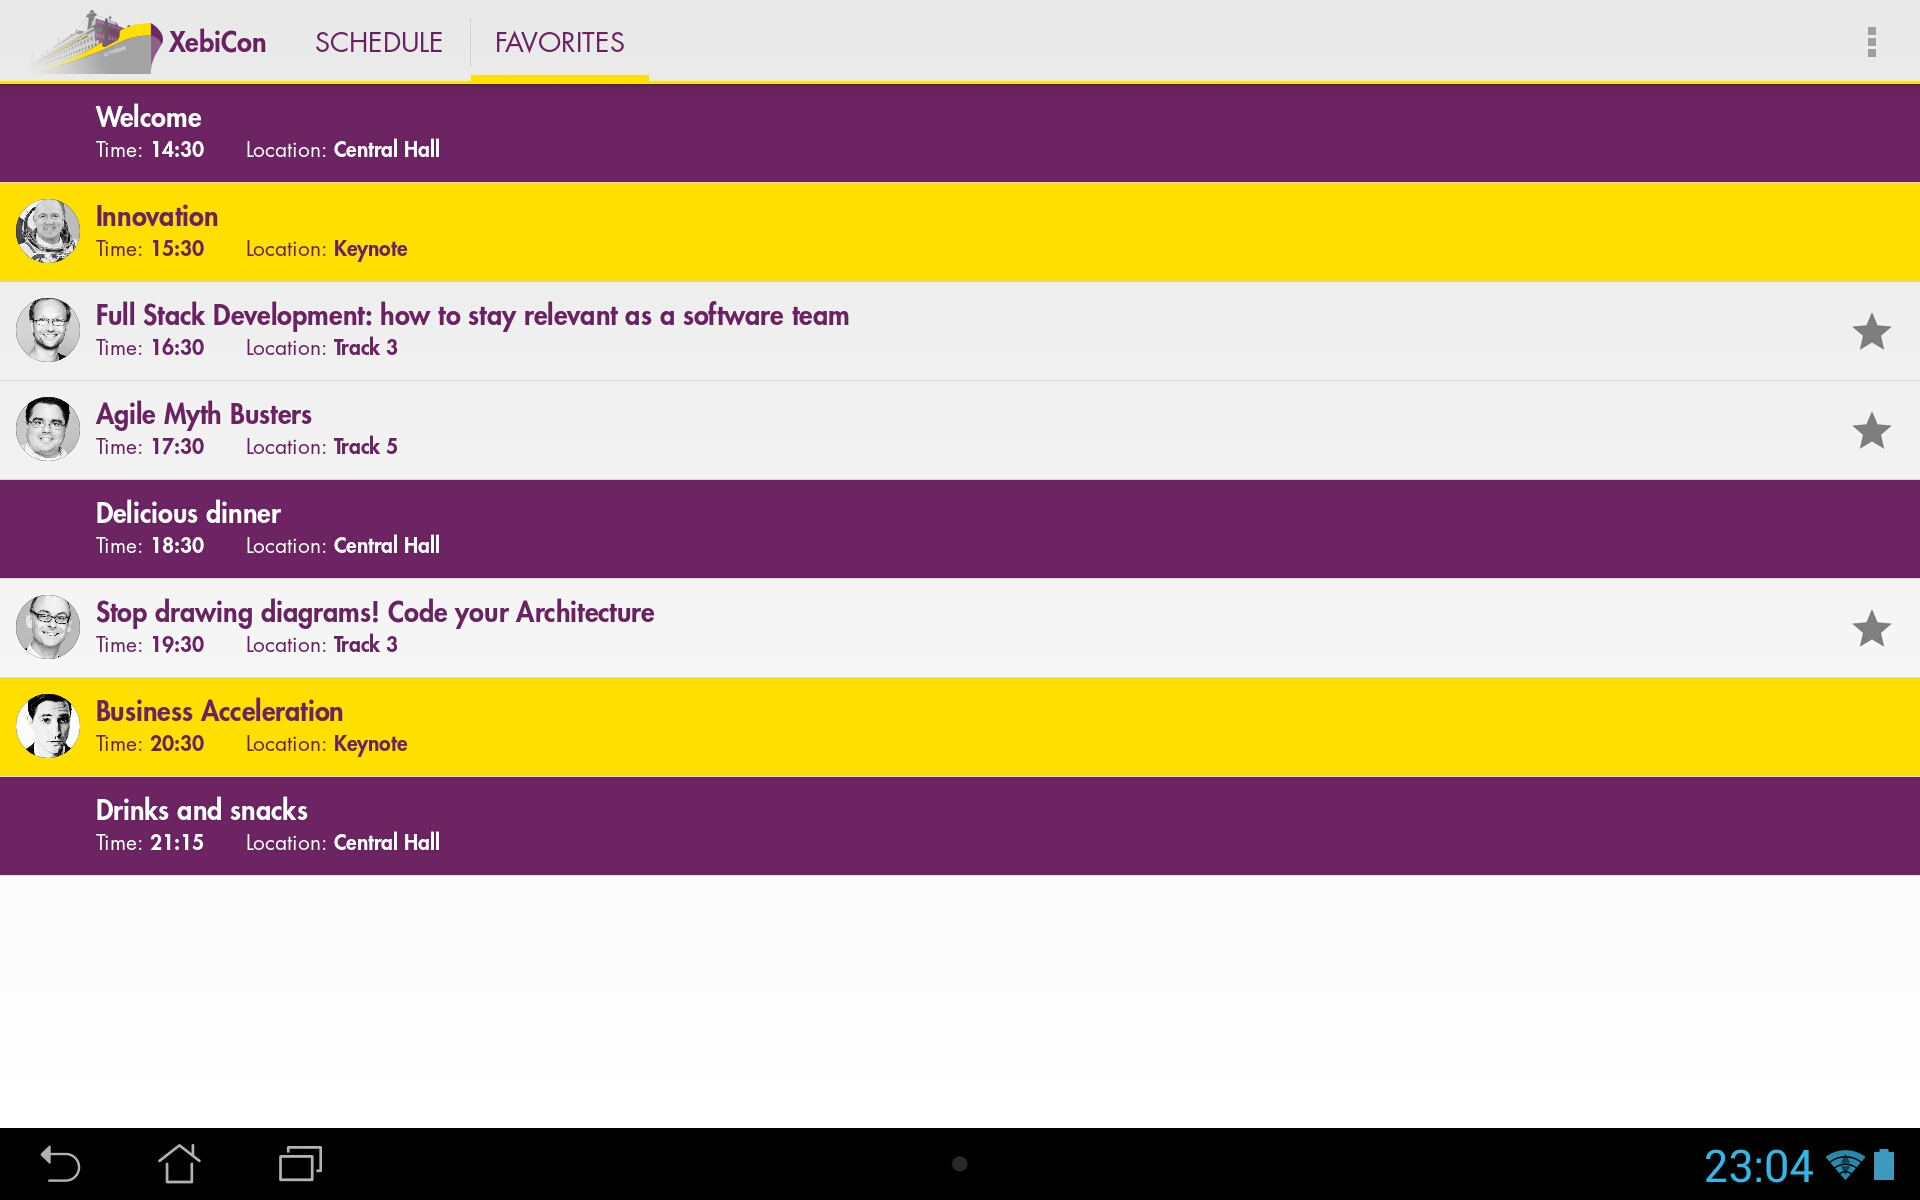 XebiCon SCHEDULE FAVORITES
Welcome
Time: 14:30 Location: Central Hall
Innovation
Time: 15:30 Location: Keynote
Full Stack Development: how to stay relevant as a software team
Time: 16:30 Location: Track 3
Agile Myth Busters
Time: 17:30 Location: Track 5
Delicious dinner
Time: 18:30 Location: Central Hall
Stop drawing diagrams! Code your Architecture
Time: 19:30 Location: Track 3
Business Acceleration
Time: 20:30 Location: Keynote
Drinks and snacks
Time: 21:15 Location: Central Hall
23:04